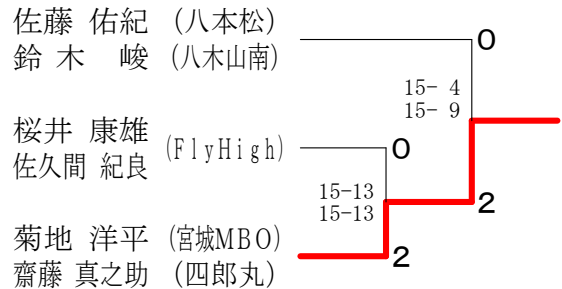 佐藤 佑紀 (八本松)
鈴木 峻 (八木山南)
0
15- 4
15- 9
桜井 康雄
佐久間 紀良
(FlyHigh)
0
15-13
15-13
2
菊地 洋平 (宮城MBO)
齋藤 真之助 (四郎丸)
2